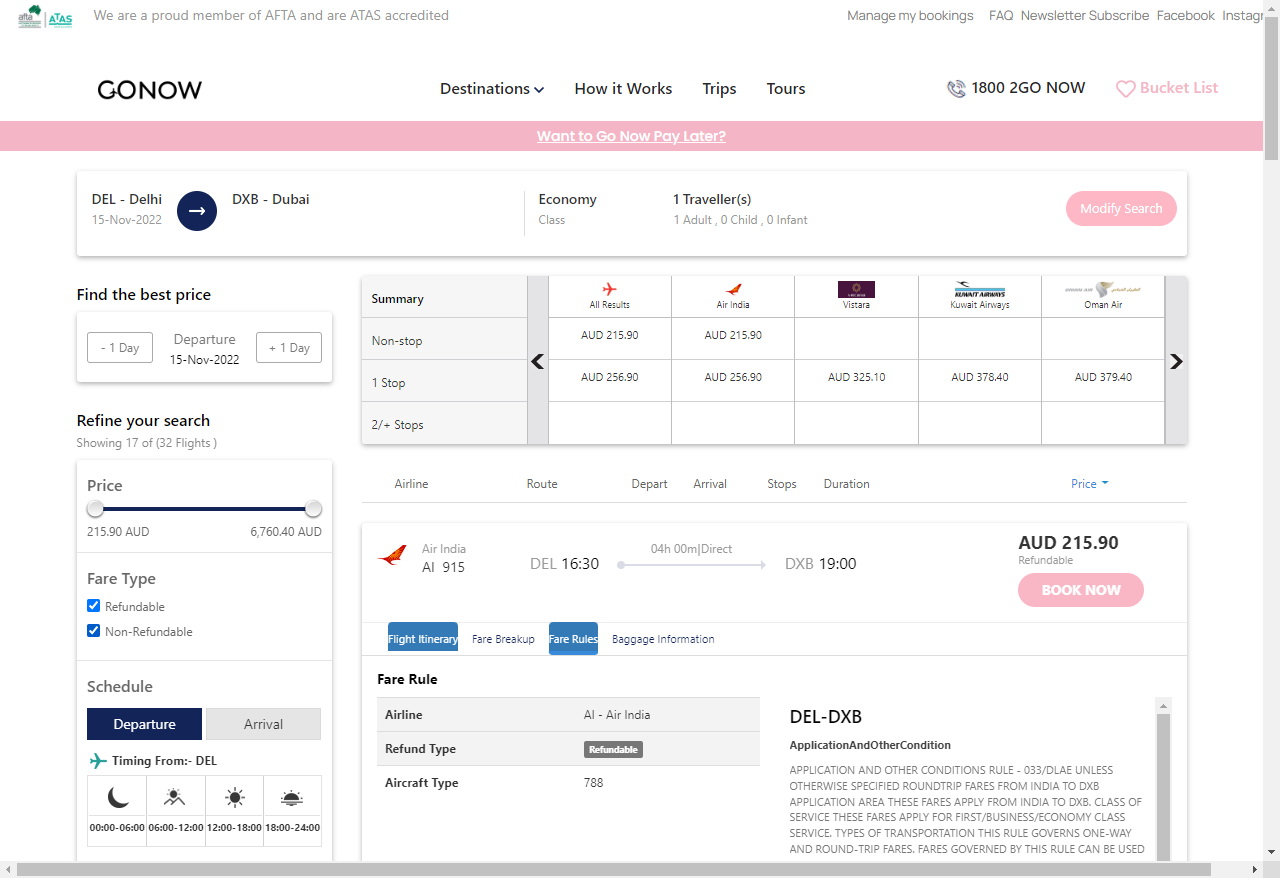 afta ATAS We are a proud member of AFTA and are ATAS accredited Manage my bookings FAQ Newsletter Subscribe Facebook Instagr
GONOW Destinations How it Works Trips Tours 1800 2GO NOW Bucket List
Want to Go Now Pay Later?
DEL - Delhi DXB - Dubai Economy 1 Traveller(s) Modify Search
15-Nov-2022 Class 1 Adult , 0 Child , 0 Infant
Find the best price
- 1 Day Departure + 1 Day
15-Nov-2022
Refine your search
Showing 17 of (32 Flights )
Price
215.90 AUD 6,760.40 AUD
Fare Type
Refundable
Non-Refundable
Schedule
Departure Arrival
Timing From:- DEL
00:00-06:00 06:00-12:00 12:00-18:00 18:00-24:00
Summary All Results Air India Vistara KUWAIT AIRWAYS Kuwait Airways OMAN AIR Oman Air
Non-stop AUD 215.90 AUD 215.90
1 Stop AUD 256.90 AUD 256.90 AUD 325.10 AUD 378.40 AUD 379.40
2/+ Stops
Airline Route Depart Arrival Stops Duration Price
Air India 04h 00m|Direct AUD 215.90
AI 915 DEL 16:30 DXB 19:00 Refundable
BOOK NOW
Flight Itinerary Fare Breakup Fare Rules Baggage Information
Fare Rule
Airline AI - Air India
Refund Type Refundable
Aircraft Type 788
DEL-DXB
ApplicationAndOtherCondition
APPLICATION AND OTHER CONDITIONS RULE - 033/DLAE UNLESS
OTHERWISE SPECIFIED ROUNDTRIP FARES FROM INDIA TO DXB
APPLICATION AREA THESE FARES APPLY FROM INDIA TO DXB. CLASS OF
SERVICE THESE FARES APPLY FOR FIRST/BUSINESS/ECONOMY CLASS
SERVICE. TYPES OF TRANSPORTATION THIS RULE GOVERNS ONE-WAY
AND ROUND-TRIP FARES. FARES GOVERNED BY THIS RULE CAN BE USED